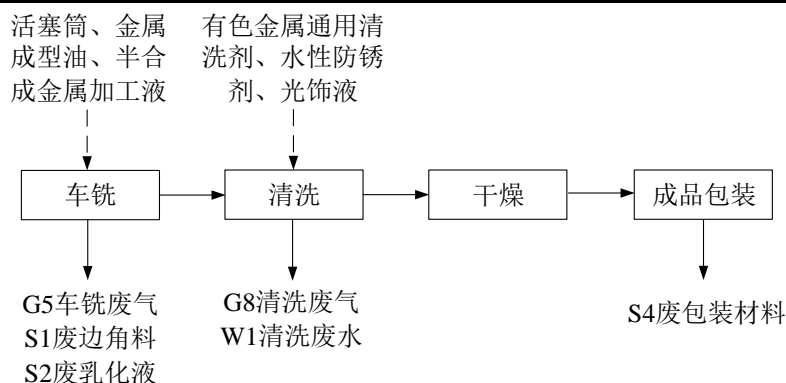 活塞筒、金属
成型油、半合
成金属加工液
有色金属通用清
洗剂、水性防锈
剂、光饰液
车铣
清洗
干燥
成品包装
G5车铣废气
S1废边角料
S2废乳化液
G8清洗废气
W1清洗废水
S4废包装材料